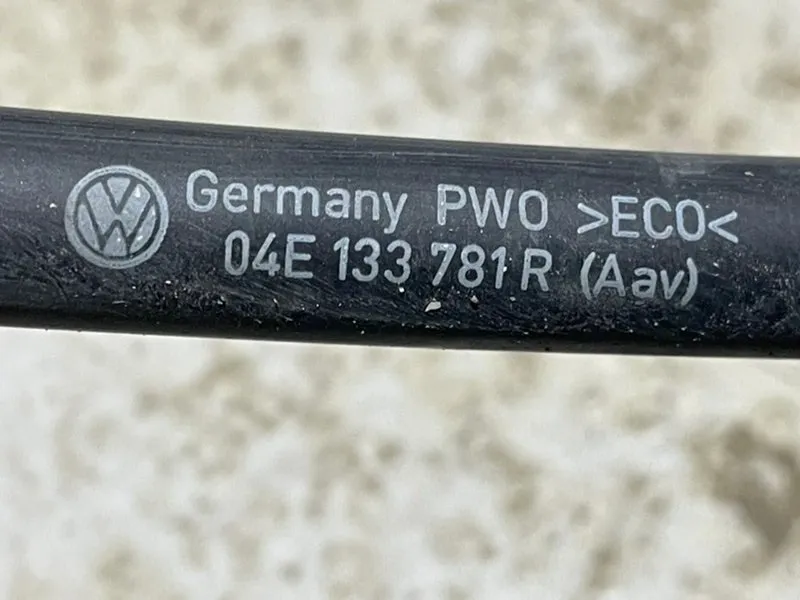 Germany PWO >ECO<
04E 133 781 R (Aav)